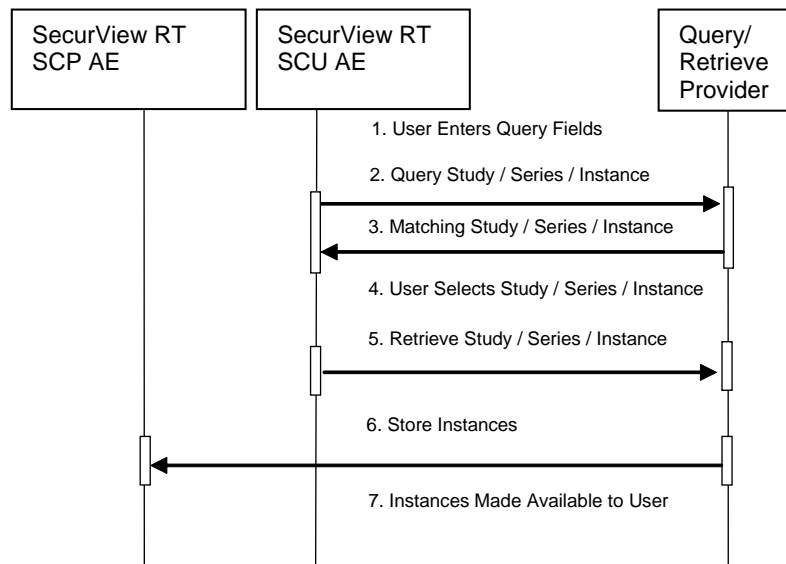 SecurView RT
SCP AE
SecurView RT
SCU AE
Query/
Retrieve
Provider
1. User Enters Query Fields
2. Query Study / Series / Instance
3. Matching Study / Series / Instance
4. User Selects Study / Series / Instance
5. Retrieve Study / Series / Instance
6. Store Instances
7. Instances Made Available to User